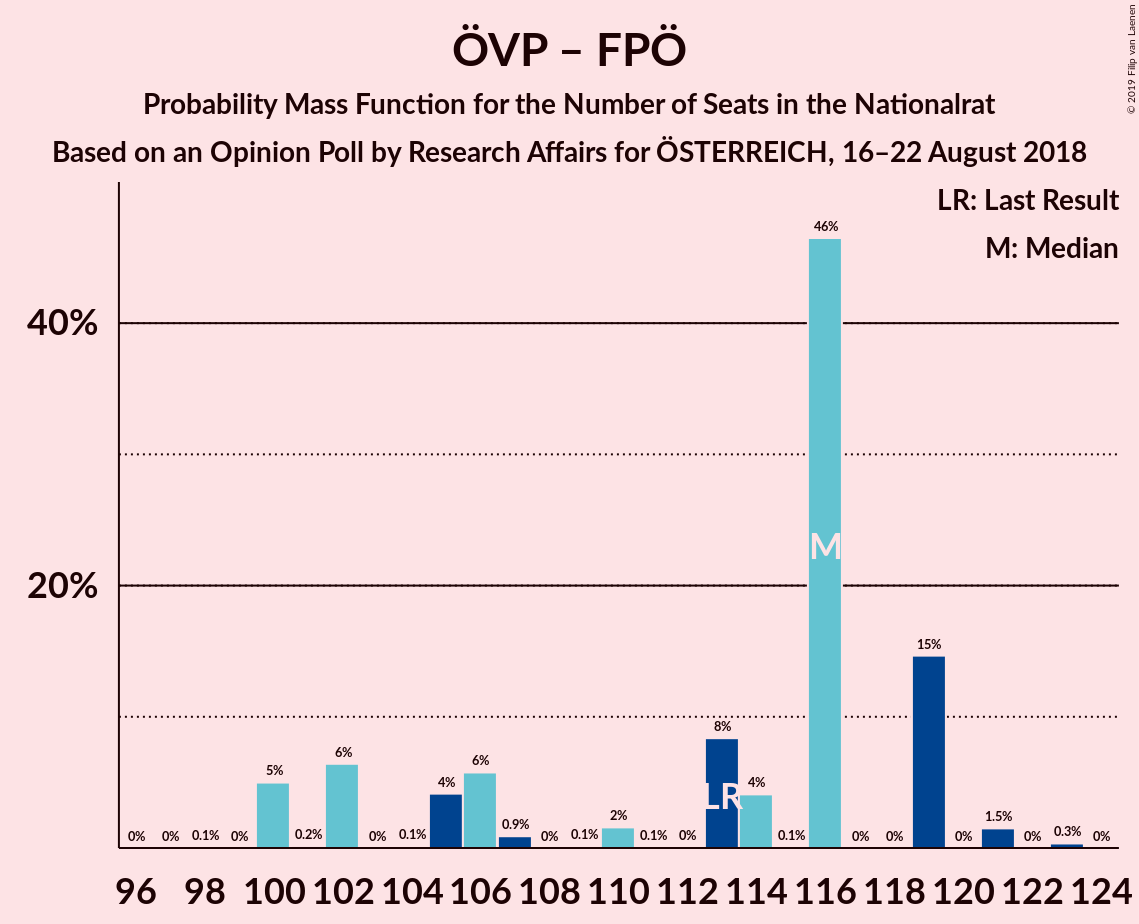 © 2019 Filip van Laenen
ÖVP – FPÖ
Probability Mass Function for the Number of Seats in the Nationalrat
Based on an Opinion Poll by Research Affairs for ÖSTERREICH, 16–22 August 2018
LR: Last Result
M: Median
40%
20%
0% 0% 0.1% 0% 5% 0.2% 6% 0% 0.1% 4% 6% 0.9% 0% 0.1% 2% 0.1% 0% 8% 4% 0.1% 46% 0% 0% 15% 0% 1.5% 0% 0.3% 0%
M
LR
96 98 100 102 104 106 108 110 112 114 116 118 120 122 124